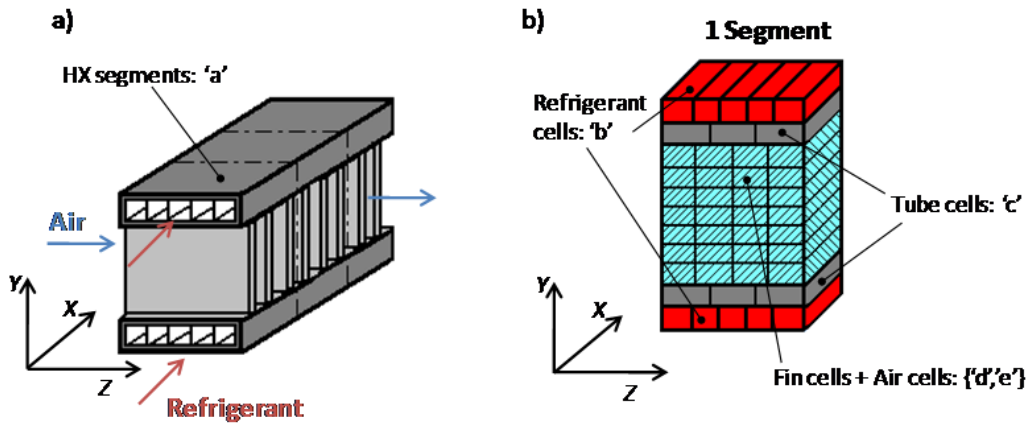 a)
HX segments: ‘a’
Air
Y
X
Z
Refrigerant
b)
1 Segment
Refrigerant
cells: ‘b’
Tube cells: ‘c’
Y
X
Z
Fin cells + Air cells: {‘d’,’e’}